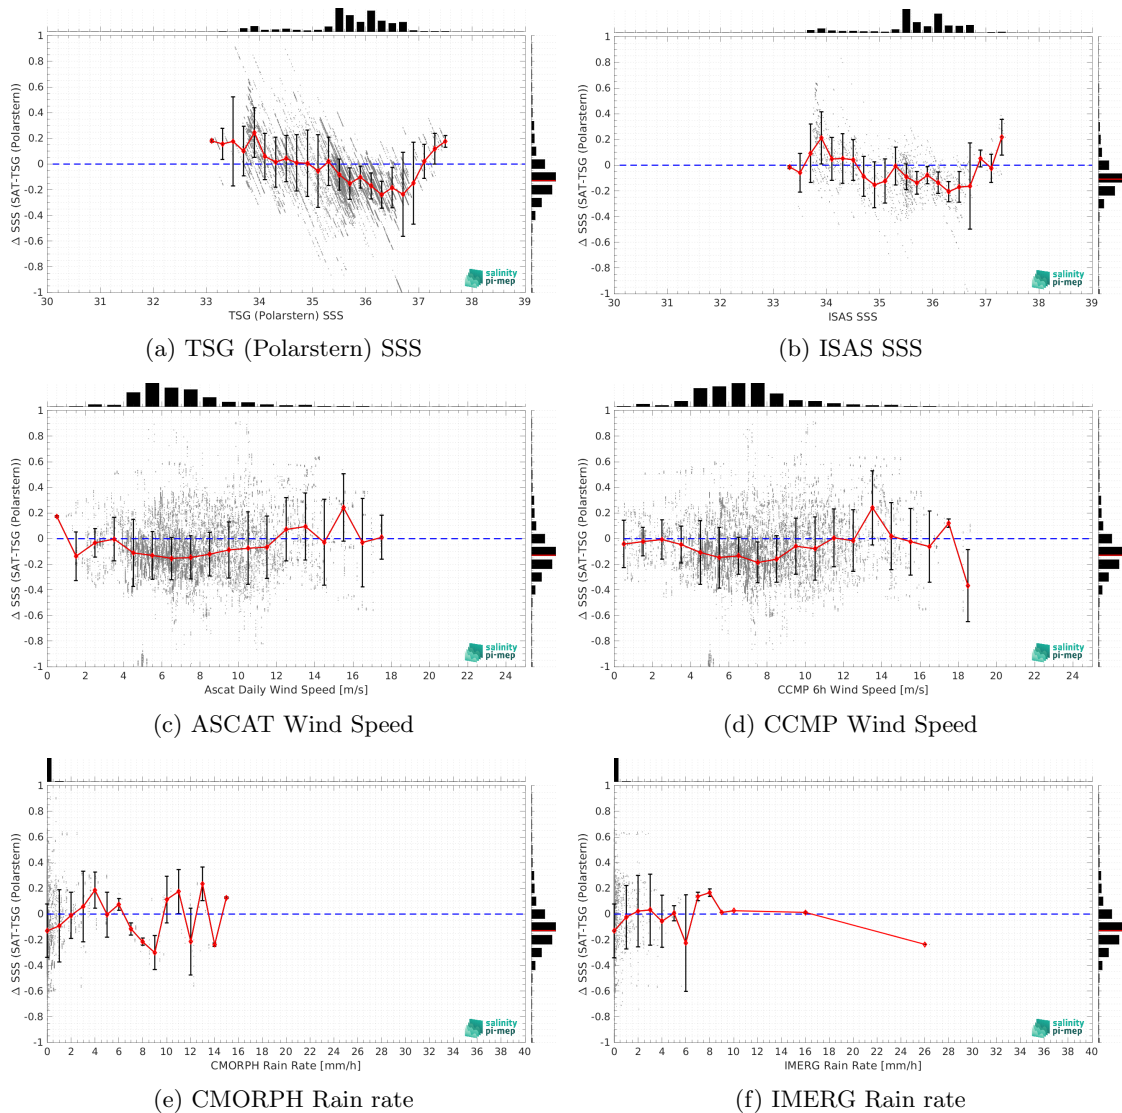 1
0.8
0.6
0.4
0.2
0
-0.2
-0.4
-0.6
-0.8
-1
Δ SSS (SAT-TSG (Polarstern))
30 31 32 33 34 35 36 37 38 39
TSG (Polarstern) SSS
salinity
pi-mep
(a) TSG (Polarstern) SSS
1
0.8
0.6
0.4
0.2
0
-0.2
-0.4
-0.6
-0.8
-1
Δ SSS (SAT-TSG (Polarstern))
30 31 32 33 34 35 36 37 38 39
ISAS SSS
salinity
pi-mep
(b) ISAS SSS
1
0.8
0.6
0.4
0.2
0
-0.2
-0.4
-0.6
-0.8
-1
Δ SSS (SAT-TSG (Polarstern))
0 2 4 6 8 10 12 14 16 18 20 22 24
Ascat Daily Wind Speed [m/s]
salinity
pi-mep
(c) ASCAT Wind Speed
1
0.8
0.6
0.4
0.2
0
-0.2
-0.4
-0.6
-0.8
-1
Δ SSS (SAT-TSG (Polarstern))
0 2 4 6 8 10 12 14 16 18 20 22 24
CCMP 6h Wind Speed [m/s]
salinity
pi-mep
(d) CCMP Wind Speed
1
0.8
0.6
0.4
0.2
0
-0.2
-0.4
-0.6
-0.8
-1
Δ SSS (SAT-TSG (Polarstern))
0 2 4 6 8 10 12 14 16 18 20 22 24 26 28 30 32 34 36 38 40
CMORPH Rain Rate [mm/h]
salinity
pi-mep
(e) CMORPH Rain rate
1
0.8
0.6
0.4
0.2
0
-0.2
-0.4
-0.6
-0.8
-1
Δ SSS (SAT-TSG (Polarstern))
0 2 4 6 8 10 12 14 16 18 20 22 24 26 28 30 32 34 36 38 40
IMERG Rain Rate [mm/h]
salinity
pi-mep
(f) IMERG Rain rate